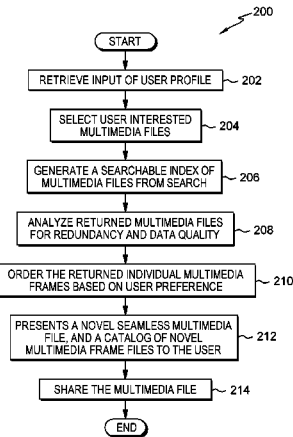 200
START
RETRIEVE INPUT OF USER PROFILE
202
SELECT USER INTERESTED
MULTIMEDIA FILES
204
GENERATE A SEARCHABLE INDEX OF
MULTIMEDIA FILES FROM SEARCH
206
ANALYZE RETURNED MULTIMEDIA FILES
FOR REDUNDANCY AND DATA QUALITY
208
ORDER THE RETURNED INDIVIDUAL MULTIMEDIA
FRAMES BASED ON USER PREFERENCE
210
PRESENTS A NOVEL SEAMLESS MULTIMEDIA
FILE, AND A CATALOG OF NOVEL
MULTIMEDIA FRAME FILES TO THE USER
212
SHARE THE MULTIMEDIA FILE
214
END